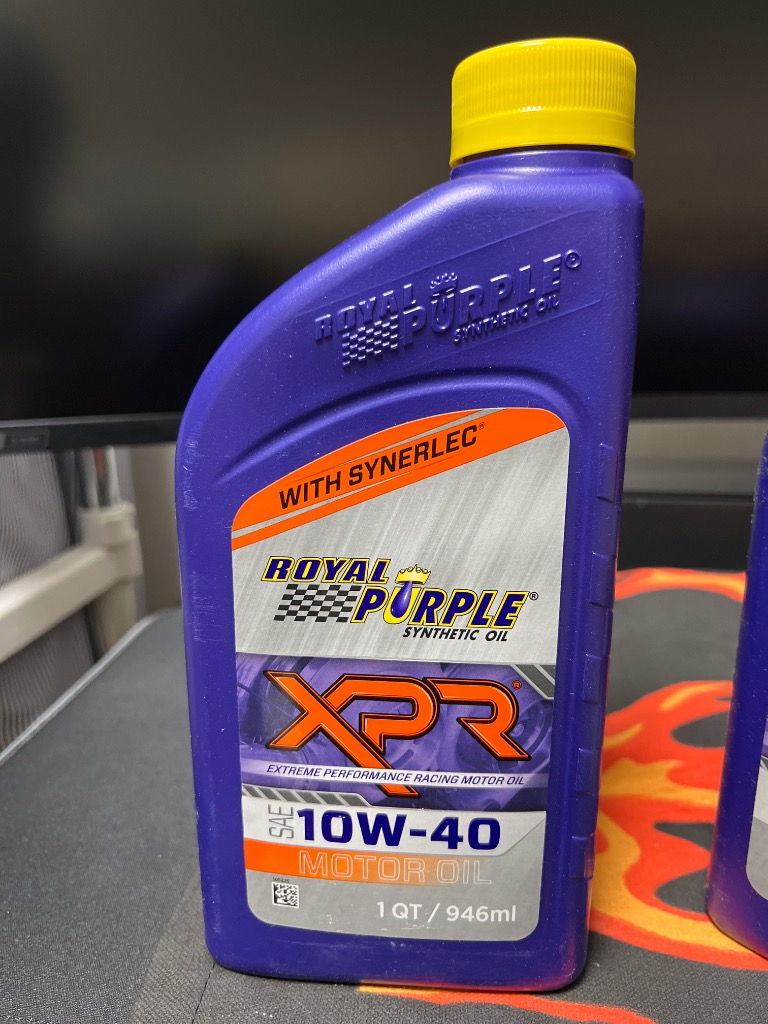 ROYAL
PURPLE©
SYNTHETIC OIL
WITH SYNERLEC®
ROYAL
PURPLE®
SYNTHETIC OIL
XPR®
EXTREME PERFORMANCE RACING MOTOR OIL
SAE 10W-40
MOTOR OIL
1 QT / 946ml